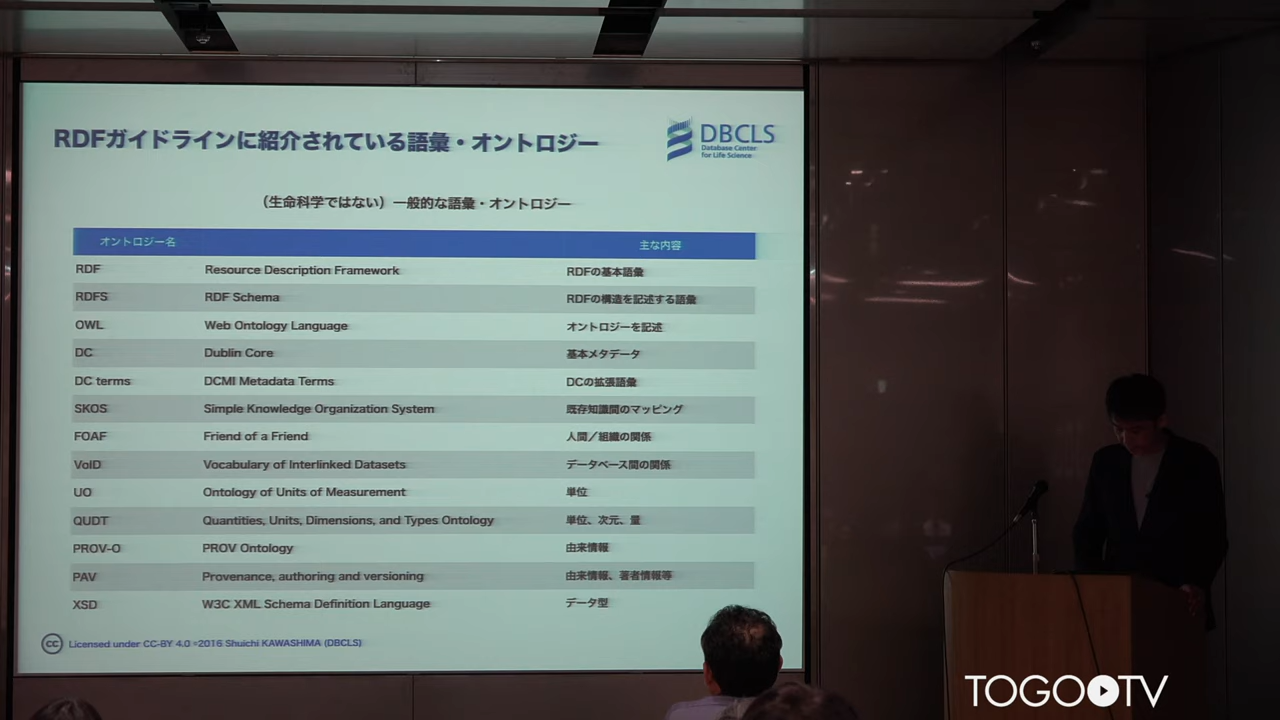 RDFガイドラインに紹介されている語彙・オントロジー
DBCLS
Database Center
for Life Science
（生命科学ではない）一般的な語彙・オントロジー
オントロジー名 主な内容
RDF Resource Description Framework RDFの基本語彙
RDFS RDF Schema RDFの構造を記述する語彙
OWL Web Ontology Language オントロジーを記述
DC Dublin Core 基本メタデータ
DC terms DCMI Metadata Terms DCの拡張語彙
SKOS Simple Knowledge Organization System 既存知識間のマッピング
FOAF Friend of a Friend 人間／組織の関係
VoID Vocabulary of Interlinked Datasets データベース間の関係
UO Ontology of Units of Measurement 単位
QUDT Quantities, Units, Dimensions, and Types Ontology 単位、次元、量
PROV-O PROV Ontology 由来情報
PAV Provenance, authoring and versioning 由来情報、著者情報等
XSD W3C XML Schema Definition Language データ型
cc Licensed under CC-BY 4.0 ©2016 Shuichi KAWASHIMA (DBCLS)
TOGO TV